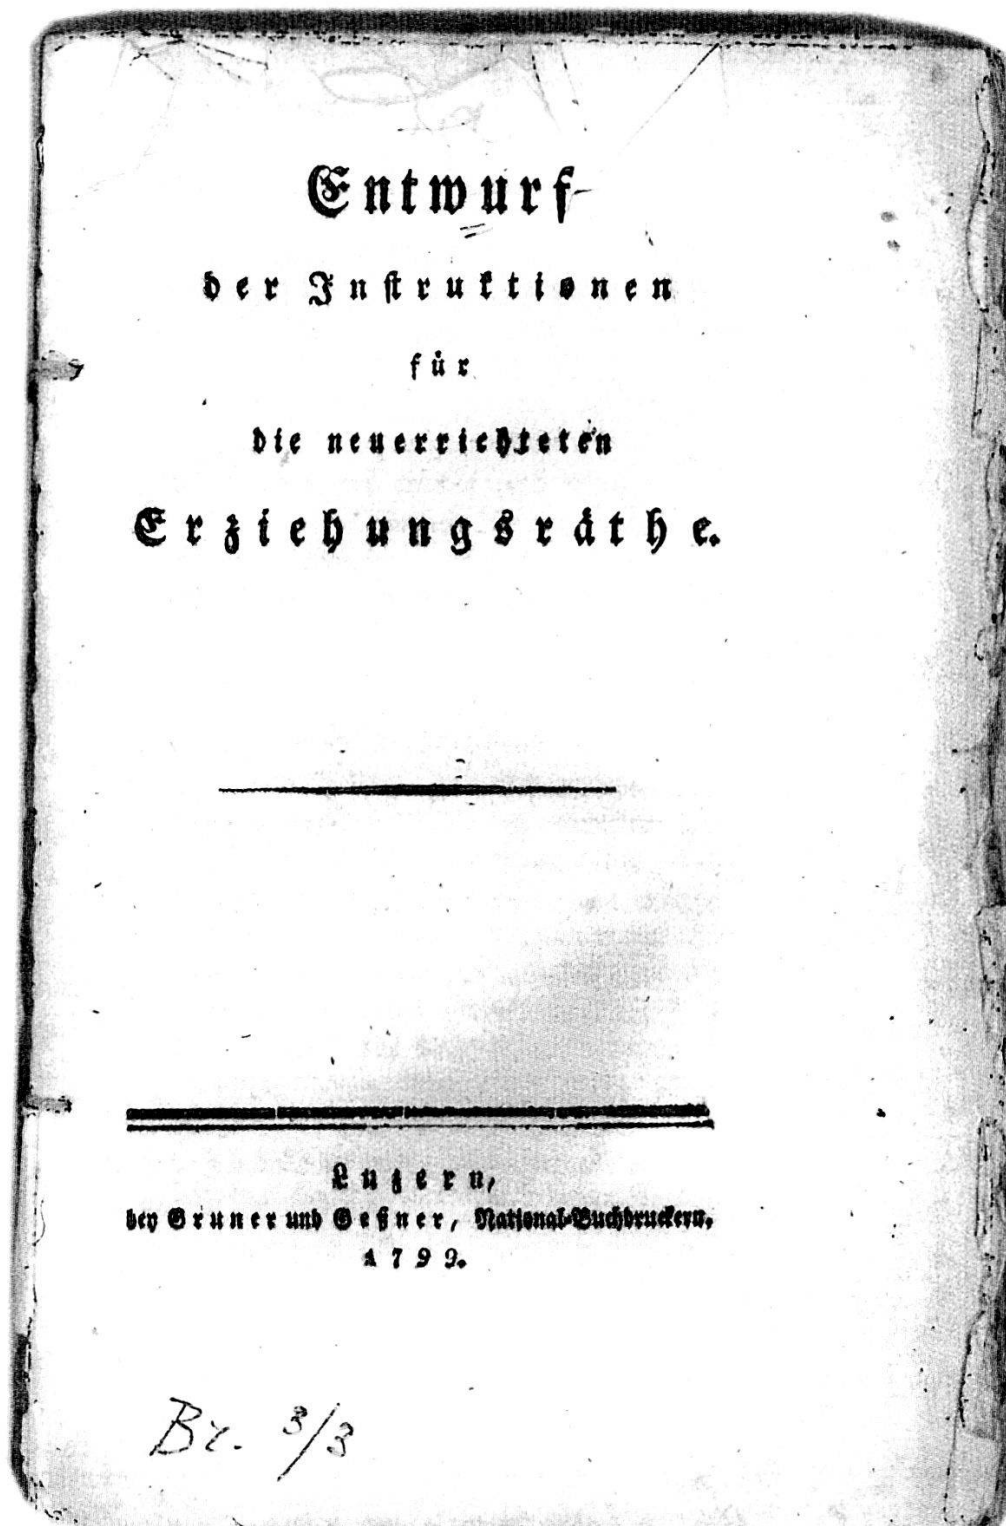 Entwurf
der Instruktionen
für
die neuerrichteten
Erziehungsräthe.
Luzern,
bey Gruner und Geßner, National-Buchdruckern,
1799.
Br. 3/3